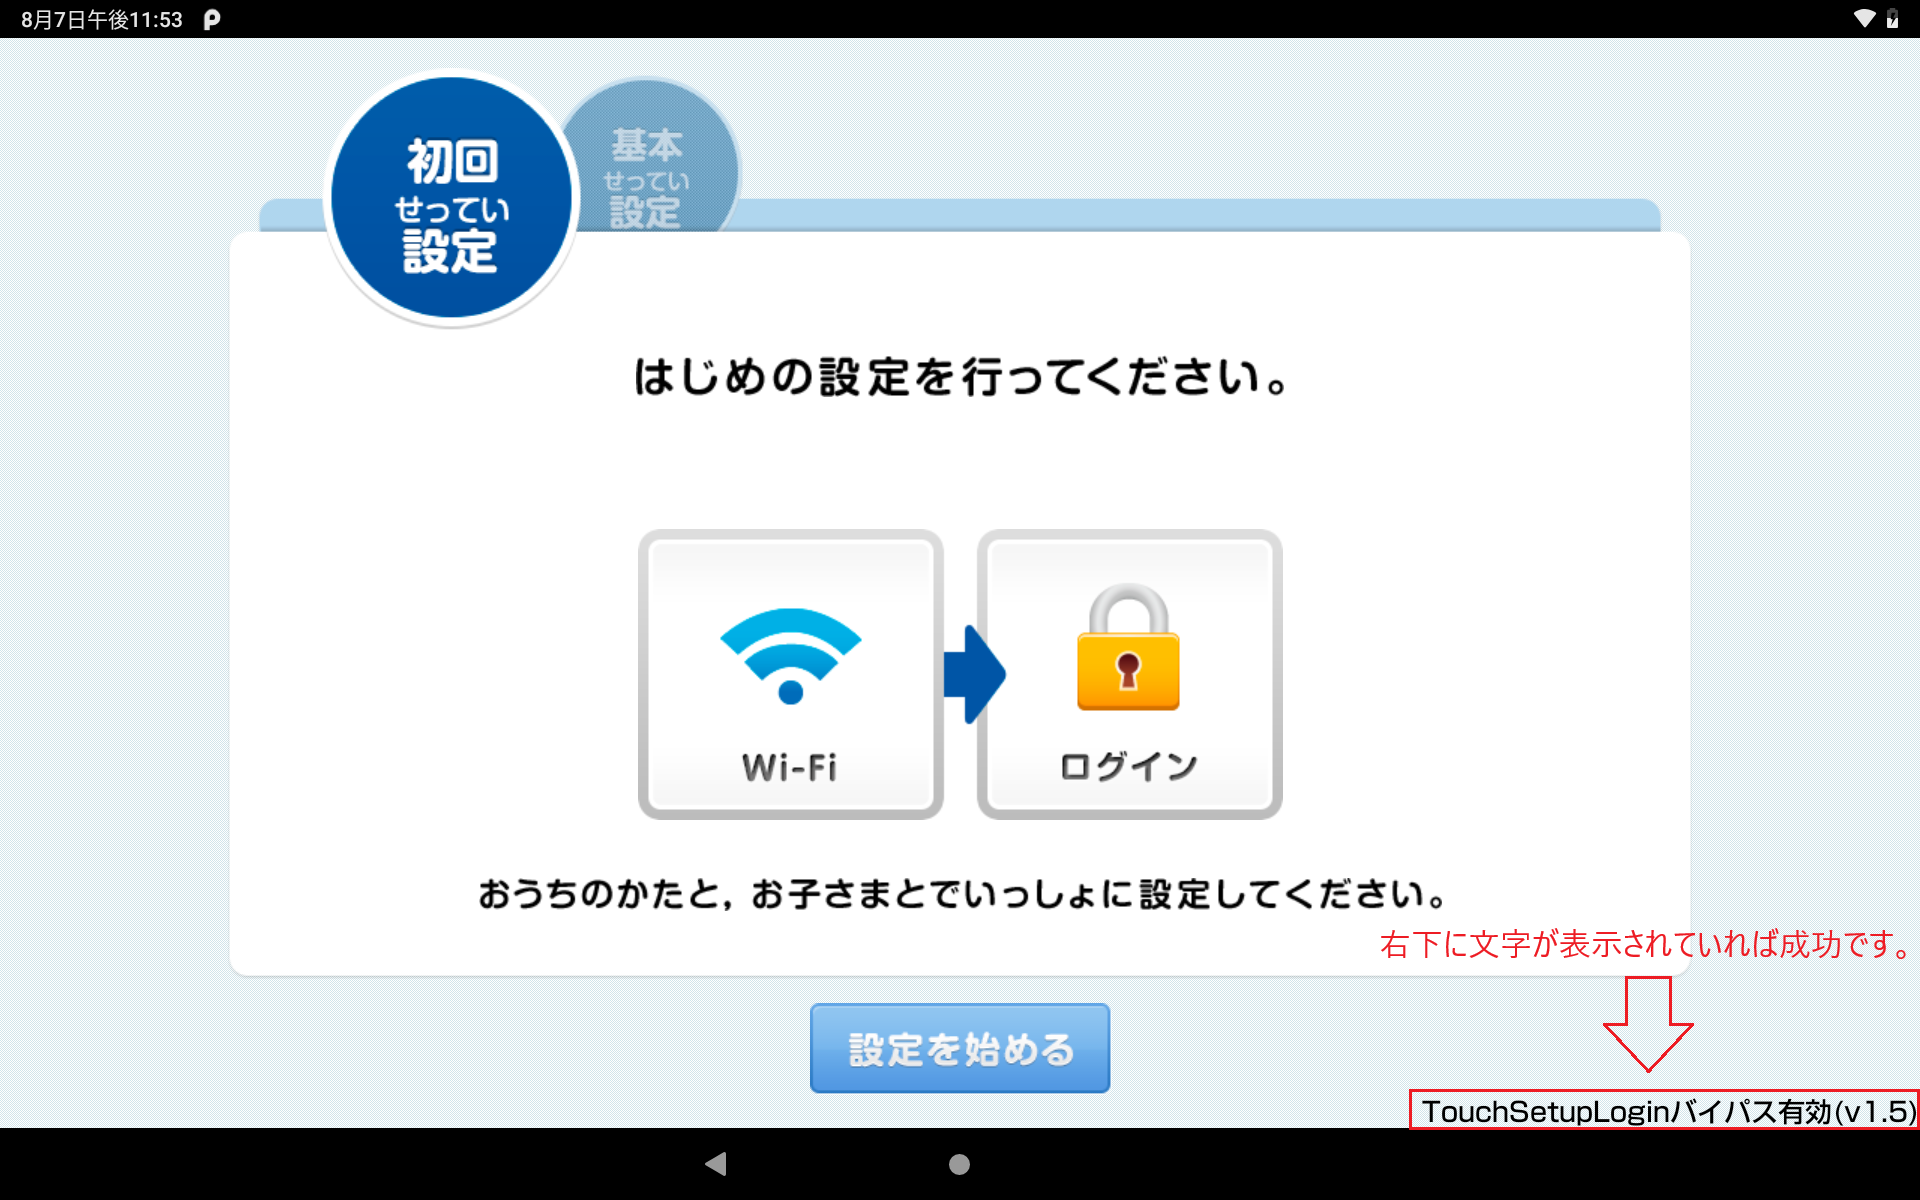 8月7日午後11:53
初回
せってい
設定
基本
せってい
設定
はじめの設定を行ってください。
Wi-Fi
ログイン
おうちのかたと, お子さまとでいっしょに設定してください。
右下に文字が表示されていれば成功です。
設定を始める
TouchSetupLoginバイパス有効(v1.5)